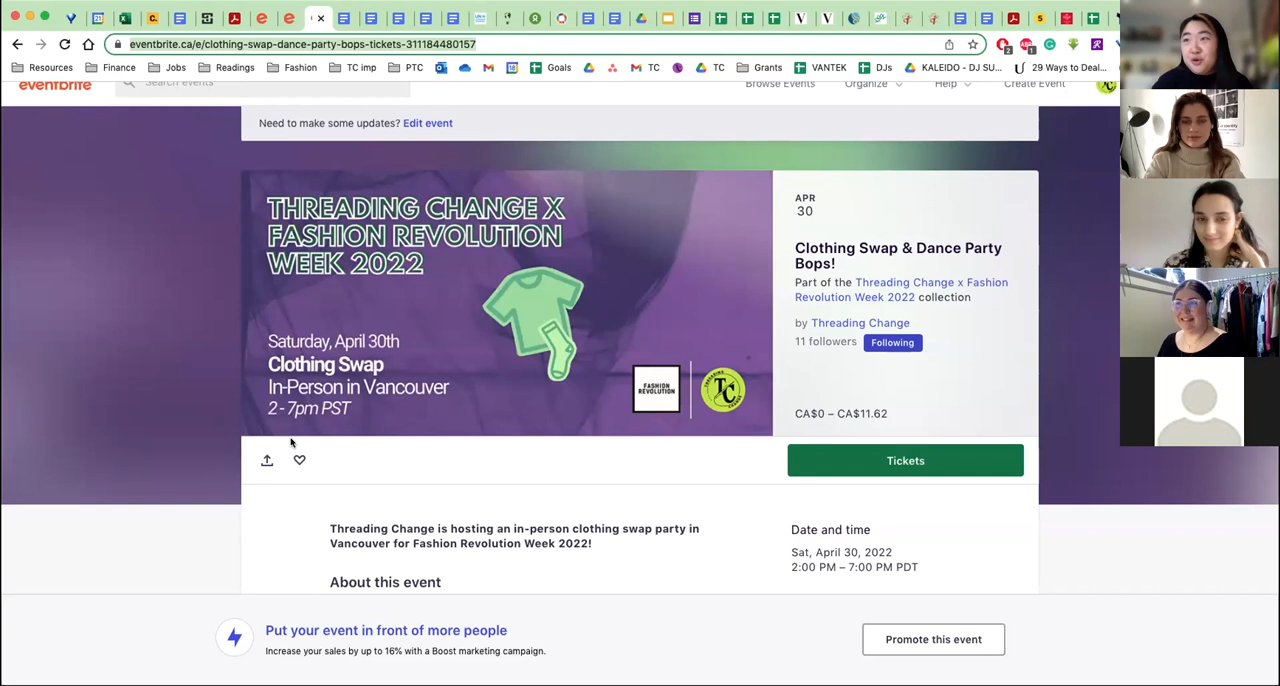 eventbrite.ca/e/clothing-swap-dance-party-bops-tickets-311184480157
Resources Finance Jobs Readings Fashion TC imp PTC Goals TC TC Grants VANTEK DJs KALEIDO - DJ SU... 29 Ways to Deal...
eventbrite Search events Browse Events Organize Help Create Event
Need to make some updates? Edit event
THREADING CHANGE X
FASHION REVOLUTION
WEEK 2022
Saturday, April 30th
Clothing Swap
In-Person in Vancouver
2 - 7pm PST
FASHION
REVOLUTION
THREADING
TC
CHANGE
APR
30
Clothing Swap & Dance Party
Bops!
Part of the Threading Change x Fashion
Revolution Week 2022 collection
by Threading Change
11 followers Following
CA$0 – CA$11.62
Tickets
Threading Change is hosting an in-person clothing swap party in
Vancouver for Fashion Revolution Week 2022!
About this event
Date and time
Sat, April 30, 2022
2:00 PM – 7:00 PM PDT
Put your event in front of more people
Increase your sales by up to 16% with a Boost marketing campaign.
Promote this event